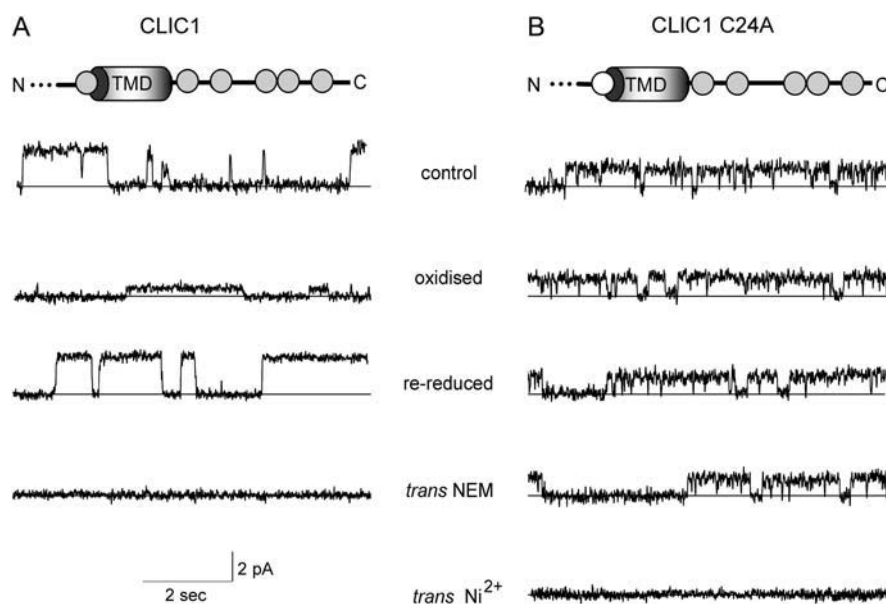 A CLIC1
B CLIC1 C24A
N TMD C
N TMD C
control
oxidised
re-reduced
trans NEM
2 pA
2 sec
trans Ni²⁺